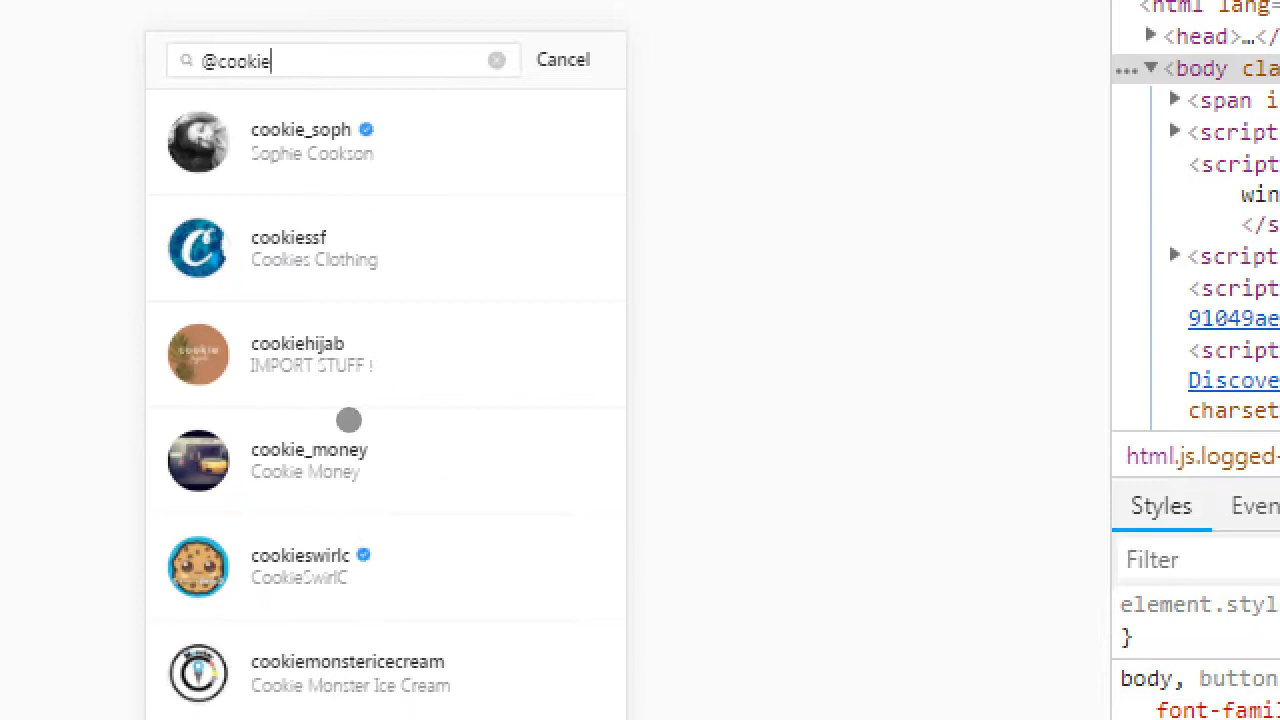 @cookie
Cancel
cookie_soph
Sophie Cookson
cookiessf
Cookies Clothing
cookiehijab
IMPORT STUFF !
cookie_money
Cookie Money
cookieswirlc
CookieSwirlC
cookiemonstericecream
Cookie Monster Ice Cream
<html lang=
<head>…</
<body cla
<span i
<script
<script
win
</s
<script
<script
91049ae
<script
Discove
charset
html.js.logged-
Styles
Even
Filter
element.styl
}
body, button
font-fami